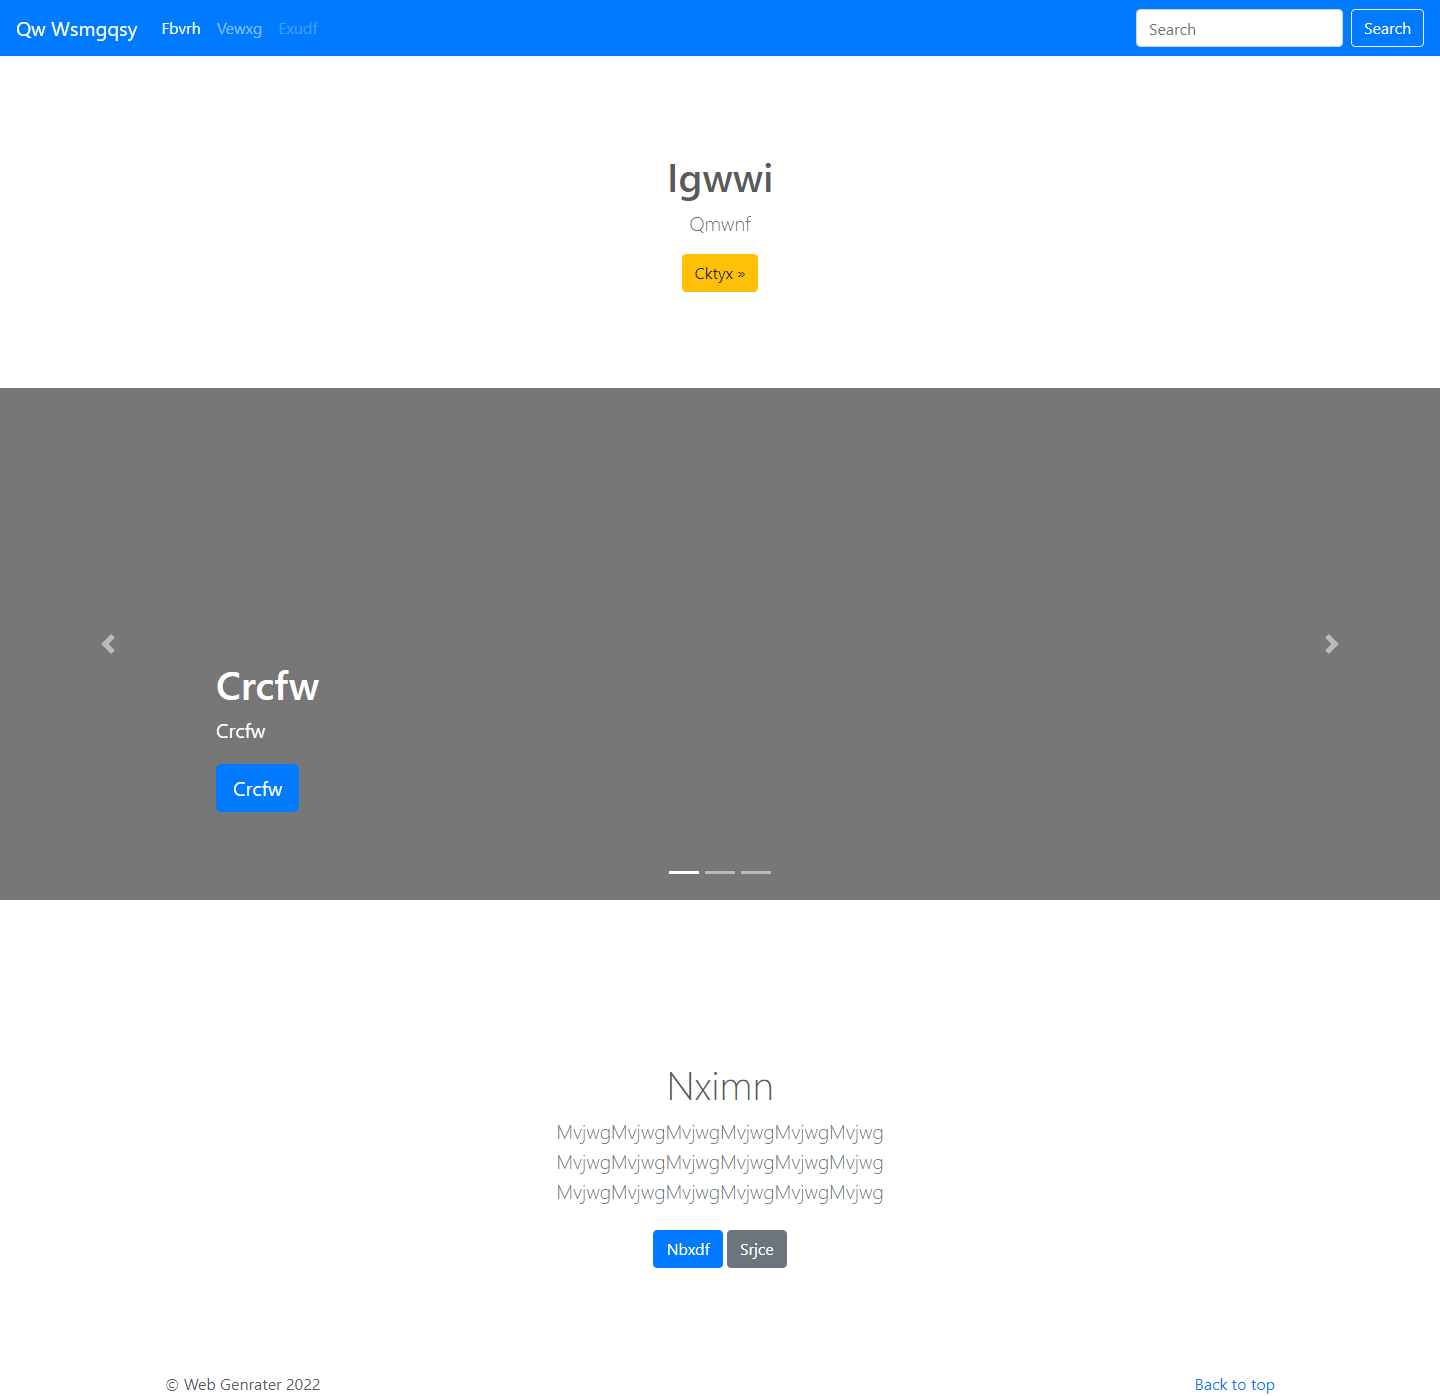 Qw Wsmgqsy Fbvrh Vewxg Exudf Search Search
Igwwi
Qmwnf
Cktyx »
Crcfw
Crcfw
Crcfw
Nximn
MvjwgMvjwgMvjwgMvjwgMvjwgMvjwg
MvjwgMvjwgMvjwgMvjwgMvjwgMvjwg
MvjwgMvjwgMvjwgMvjwgMvjwgMvjwg
Nbxdf Srjce
© Web Genrater 2022 Back to top